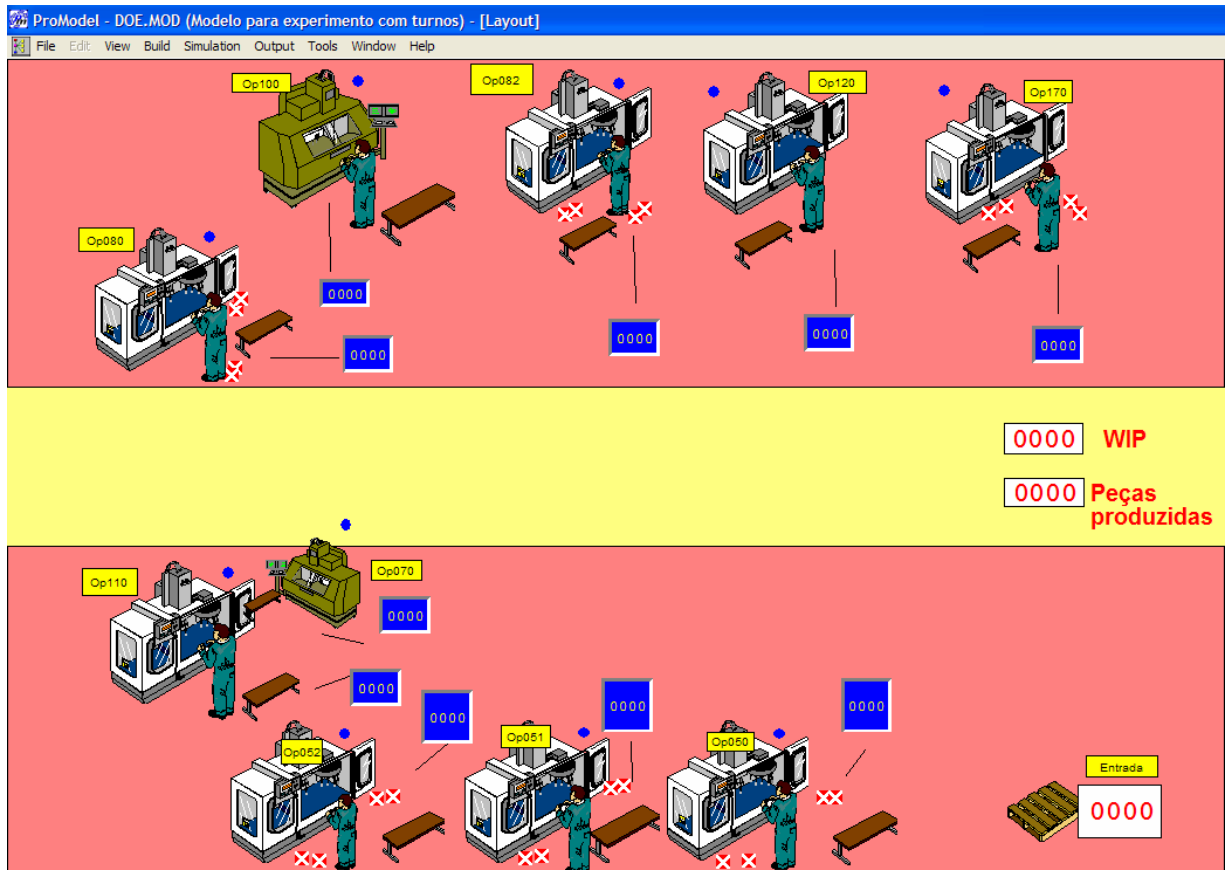 ProModel - DOE.MOD (Modelo para experimento com turnos) - [Layout]
File Edit View Build Simulation Output Tools Window Help
Op100
Op082
Op120
Op170
Op080
0000
0000
0000
0000
0000
0000 WIP
0000 Peças
produzidas
Op110
Op070
0000
0000
0000
0000
0000
Op052
Op051
Op050
Entrada
0000